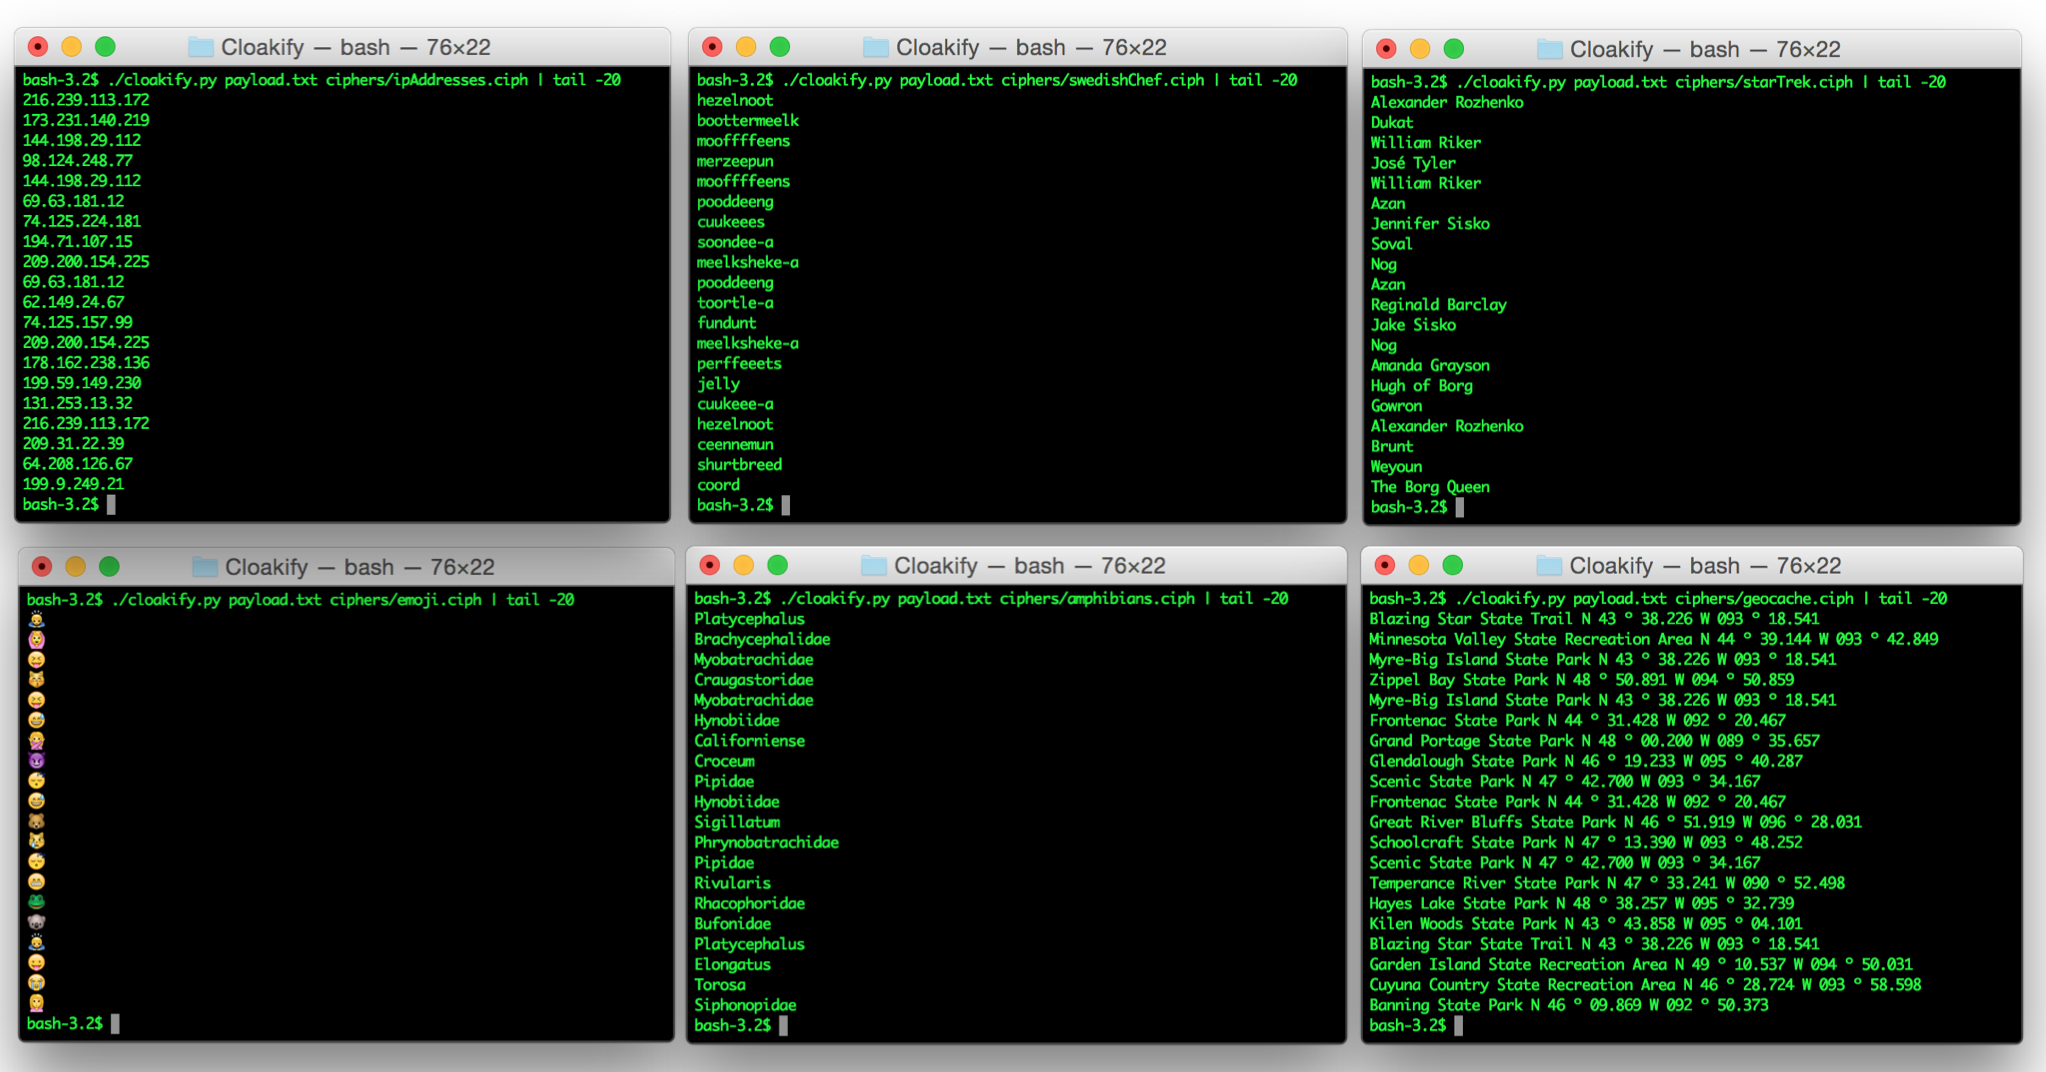 Cloakify — bash — 76×22
bash-3.2$ ./cloakify.py payload.txt ciphers/ipAddresses.ciph | tail -20
216.239.113.172
173.231.140.219
144.198.29.112
98.124.248.77
144.198.29.112
69.63.181.12
74.125.224.181
194.71.107.15
209.200.154.225
69.63.181.12
62.149.24.67
74.125.157.99
209.200.154.225
178.162.238.136
199.59.149.230
131.253.13.32
216.239.113.172
209.31.22.39
64.208.126.67
199.9.249.21
bash-3.2$
Cloakify — bash — 76×22
bash-3.2$ ./cloakify.py payload.txt ciphers/swedishChef.ciph | tail -20
hezelnoot
boottermeelk
mooffffeens
merzeepun
mooffffeens
pooddeeng
cuukeees
soondee-a
meelksheke-a
pooddeeng
toortle-a
fundunt
meelksheke-a
perffeeets
jelly
cuukeee-a
hezelnoot
ceennemun
shurtbreed
coord
bash-3.2$
Cloakify — bash — 76×22
bash-3.2$ ./cloakify.py payload.txt ciphers/starTrek.ciph | tail -20
Alexander Rozhenko
Dukat
William Riker
José Tyler
William Riker
Azan
Jennifer Sisko
Soval
Nog
Azan
Reginald Barclay
Jake Sisko
Nog
Amanda Grayson
Hugh of Borg
Gowron
Alexander Rozhenko
Brunt
Weyoun
The Borg Queen
bash-3.2$
Cloakify — bash — 76×22
bash-3.2$ ./cloakify.py payload.txt ciphers/emoji.ciph | tail -20
bash-3.2$
Cloakify — bash — 76×22
bash-3.2$ ./cloakify.py payload.txt ciphers/amphibians.ciph | tail -20
Platycephalus
Brachycephalidae
Myobatrachidae
Craugastoridae
Myobatrachidae
Hynobiidae
Californiense
Croceum
Pipidae
Hynobiidae
Sigillatum
Phrynobatrachidae
Pipidae
Rivularis
Rhacophoridae
Bufonidae
Platycephalus
Elongatus
Torosa
Siphonopidae
bash-3.2$
Cloakify — bash — 76×22
bash-3.2$ ./cloakify.py payload.txt ciphers/geocache.ciph | tail -20
Blazing Star State Trail N 43 ° 38.226 W 093 ° 18.541
Minnesota Valley State Recreation Area N 44 ° 39.144 W 093 ° 42.849
Myre-Big Island State Park N 43 ° 38.226 W 093 ° 18.541
Zippel Bay State Park N 48 ° 50.891 W 094 ° 50.859
Myre-Big Island State Park N 43 ° 38.226 W 093 ° 18.541
Frontenac State Park N 44 ° 31.428 W 092 ° 20.467
Grand Portage State Park N 48 ° 00.200 W 089 ° 35.657
Glendalough State Park N 46 ° 19.233 W 095 ° 40.287
Scenic State Park N 47 ° 42.700 W 093 ° 34.167
Frontenac State Park N 44 ° 31.428 W 092 ° 20.467
Great River Bluffs State Park N 46 ° 51.919 W 096 ° 28.031
Schoolcraft State Park N 47 ° 13.390 W 093 ° 48.252
Scenic State Park N 47 ° 42.700 W 093 ° 34.167
Temperance River State Park N 47 ° 33.241 W 090 ° 52.498
Hayes Lake State Park N 48 ° 38.257 W 095 ° 32.739
Kilen Woods State Park N 43 ° 43.858 W 095 ° 04.101
Blazing Star State Trail N 43 ° 38.226 W 093 ° 18.541
Garden Island State Recreation Area N 49 ° 10.537 W 094 ° 50.031
Cuyuna Country State Recreation Area N 46 ° 28.724 W 093 ° 58.598
Banning State Park N 46 ° 09.869 W 092 ° 50.373
bash-3.2$